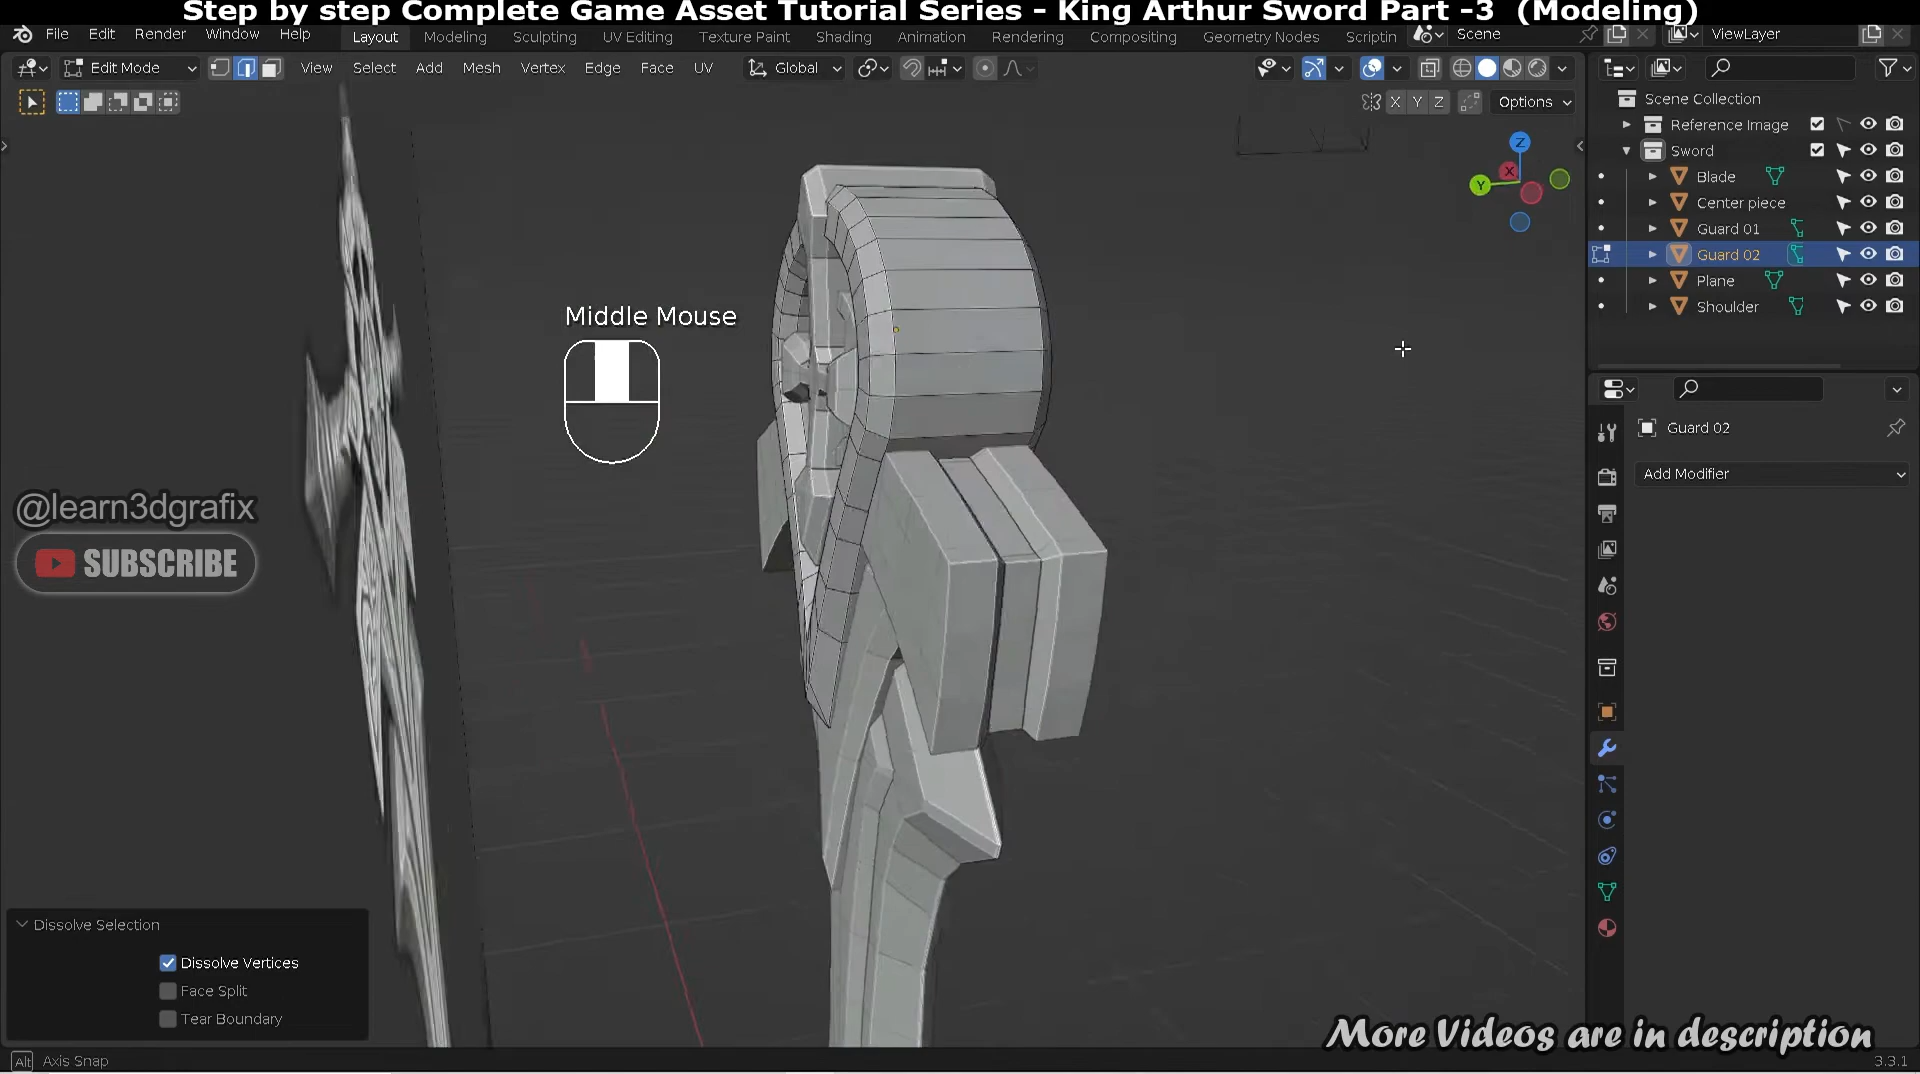 Step by step Complete Game Asset Tutorial Series - King Arthur Sword Part -3 (Modeling)
File Edit Render Window Help Layout Modeling Sculpting UV Editing Texture Paint Shading Animation Rendering Compositing Geometry Nodes Scriptin Scene ViewLayer
Edit Mode View Select Add Mesh Vertex Edge Face UV Global
X Y Z Options
Scene Collection
Reference Image
Sword
Blade
Center piece
Guard 01
Guard 02
Plane
Shoulder
Z
X
Y
Middle Mouse
Guard 02
Add Modifier
@learn3dgrafix
SUBSCRIBE
Dissolve Selection
Dissolve Vertices
Face Split
Tear Boundary
More Videos are in description
Alt Axis Snap
3.3.1